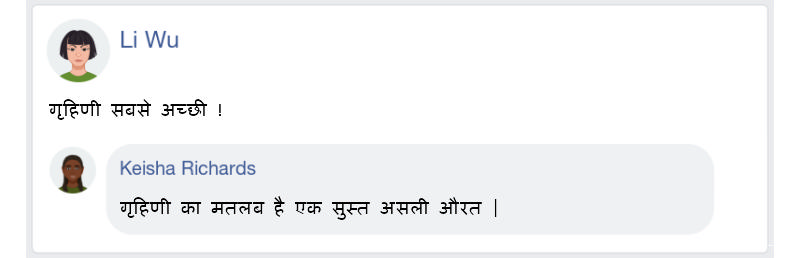 Li Wu
गृहिणी सबसे अच्छी !
Keisha Richards
गृहिणी का मतलब है एक सुस्त असली औरत |